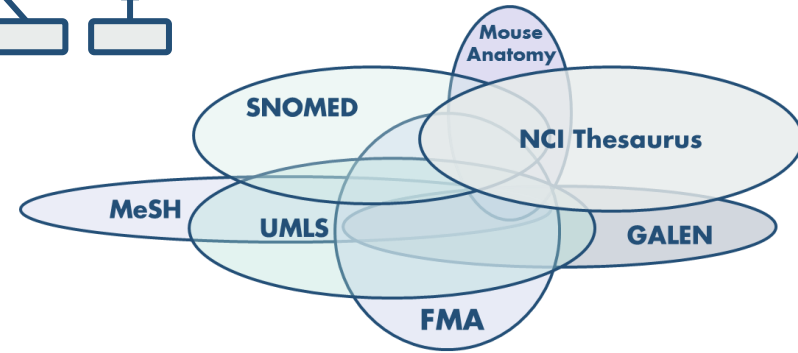 Mouse
Anatomy
SNOMED
NCI Thesaurus
MeSH
UMLS
GALEN
FMA